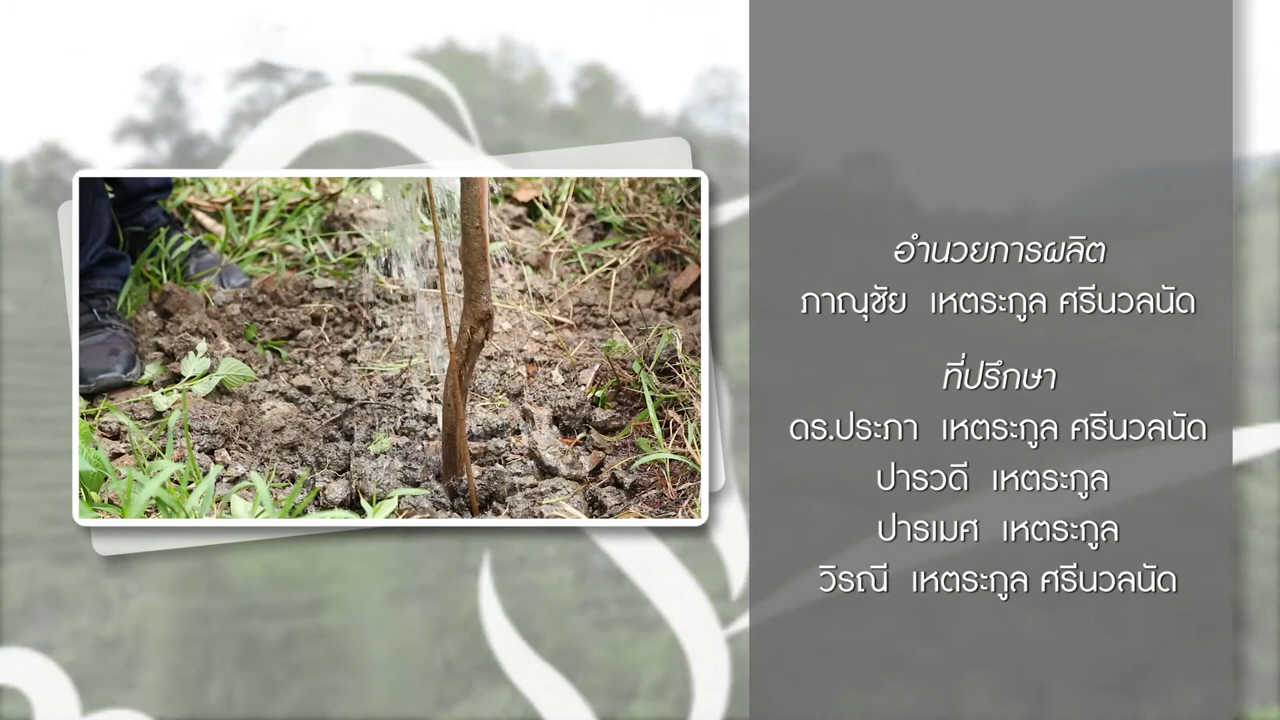 อำนวยการผลิต
ภาณุชัย เหตระกูล ศรีนวลนัด
ที่ปรึกษา
ดร.ประภา เหตระกูล ศรีนวลนัด
ปารวดี เหตระกูล
ปารเมศ เหตระกูล
วิรณี เหตระกูล ศรีนวลนัด